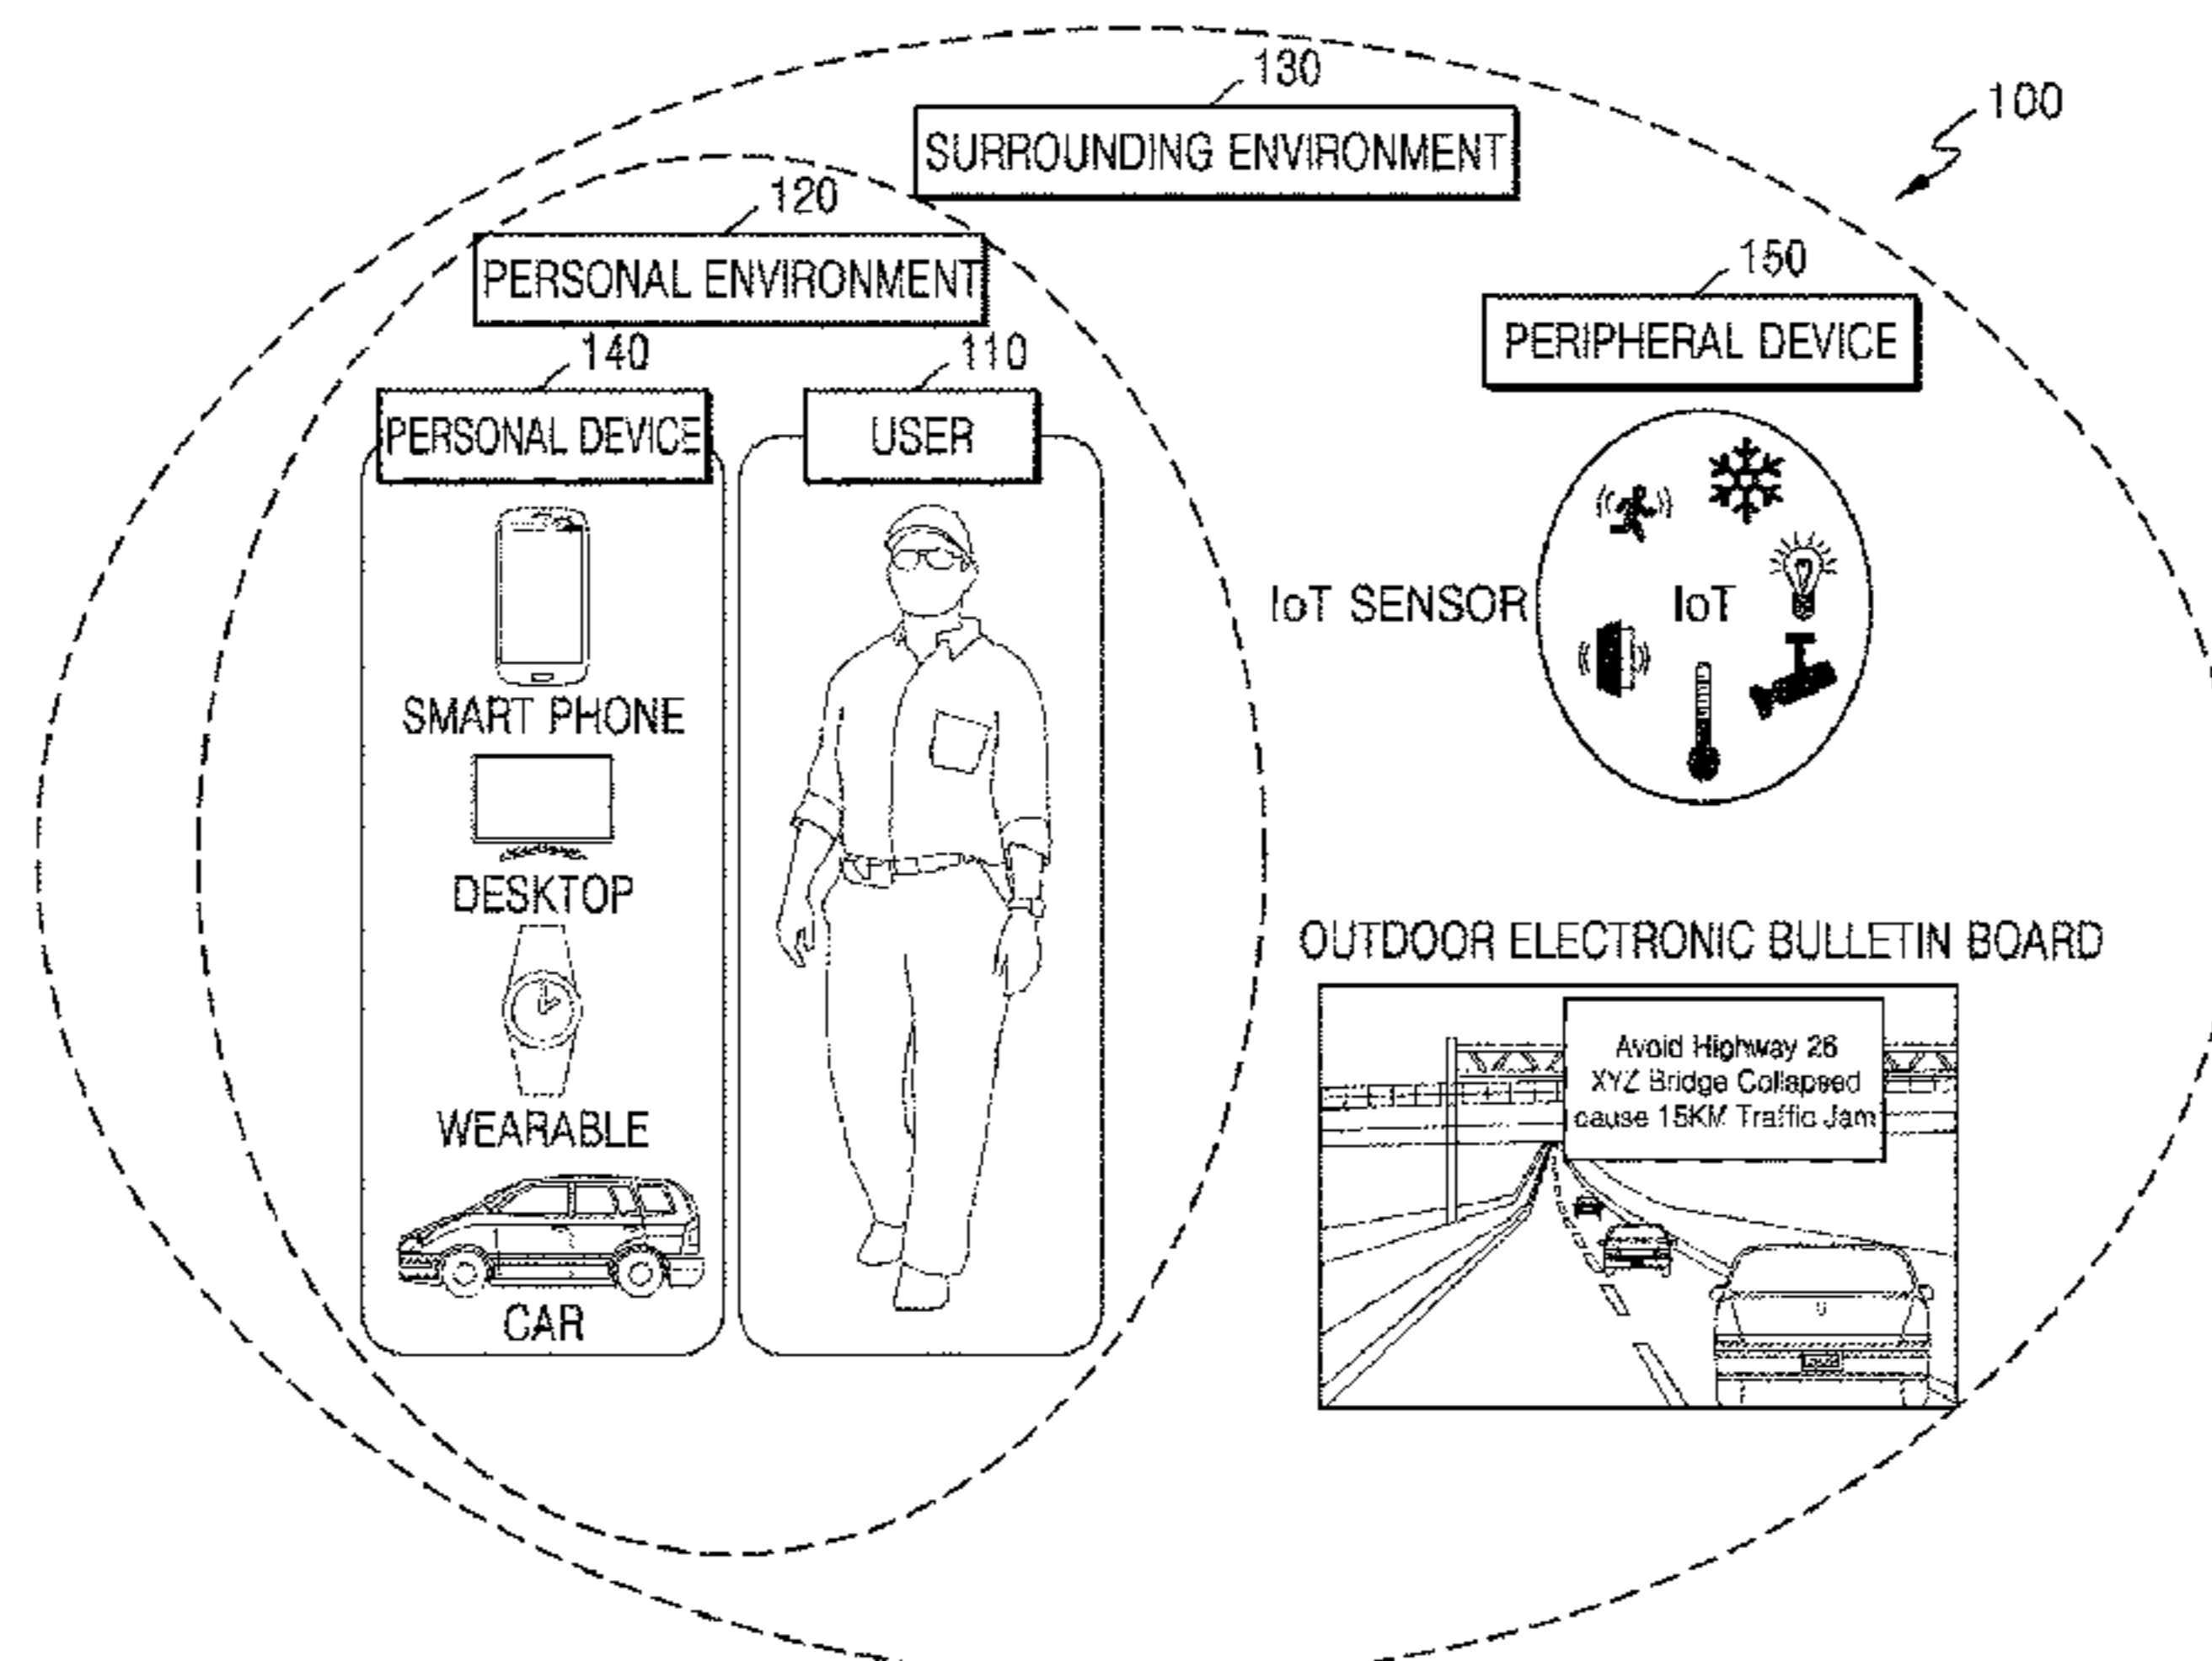 130
100
SURROUNDING ENVIRONMENT
120
150
PERSONAL ENVIRONMENT
PERIPHERAL DEVICE
140
110
PERSONAL DEVICE
USER
IoT SENSOR
IoT
SMART PHONE
DESKTOP
WEARABLE
CAR
OUTDOOR ELECTRONIC BULLETIN BOARD
Avoid Highway 26
XYZ Bridge Collapsed
cause 15KM Traffic Jam